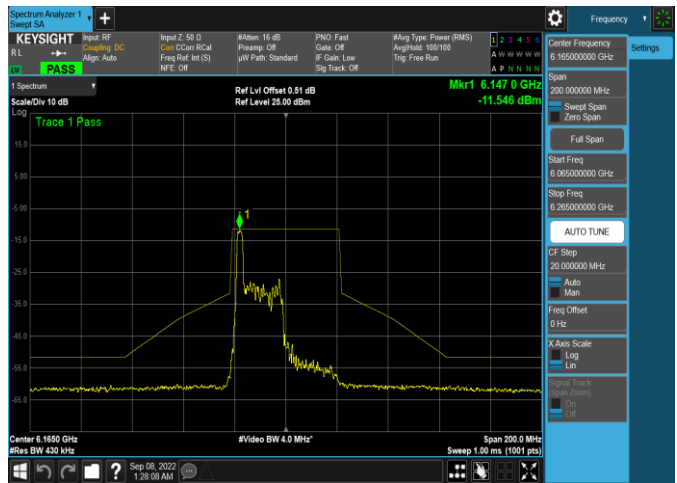 Spectrum Analyzer 1
Swept SA
+
Frequency
KEYSIGHT
R L
LV
PASS
Input: RF
Coupling: DC
Align: Auto
Input Z: 50 Ω
Corr CCorr RCal
Freq Ref: Int (S)
NFE: Off
#Atten: 16 dB
Preamp: Off
µW Path: Standard
PNO: Fast
Gate: Off
IF Gain: Low
Sig Track: Off
#Avg Type: Power (RMS)
Avg|Hold: 100/100
Trig: Free Run
1 2 3 4 5 6
A W W W W W
A P N N N N
1 Spectrum
Scale/Div 10 dB
Log
Ref Lvl Offset 0.51 dB
Ref Level 25.00 dBm
Mkr1 6.147 0 GHz
-11.546 dBm
Trace 1 Pass
15.0
5.00
-5.00
-15.0
-25.0
-35.0
-45.0
-55.0
-65.0
1
Center 6.1650 GHz
#Res BW 430 kHz
#Video BW 4.0 MHz*
Span 200.0 MHz
Sweep 1.00 ms (1001 pts)
Settings
Center Frequency
6.165000000 GHz
Span
200.000000 MHz
Swept Span
Zero Span
Full Span
Start Freq
6.065000000 GHz
Stop Freq
6.265000000 GHz
AUTO TUNE
CF Step
20.000000 MHz
Auto
Man
Freq Offset
0 Hz
X Axis Scale
Log
Lin
Signal Track
(Span Zoom)
On
Off
?
Sep 08, 2022
1:28:08 AM